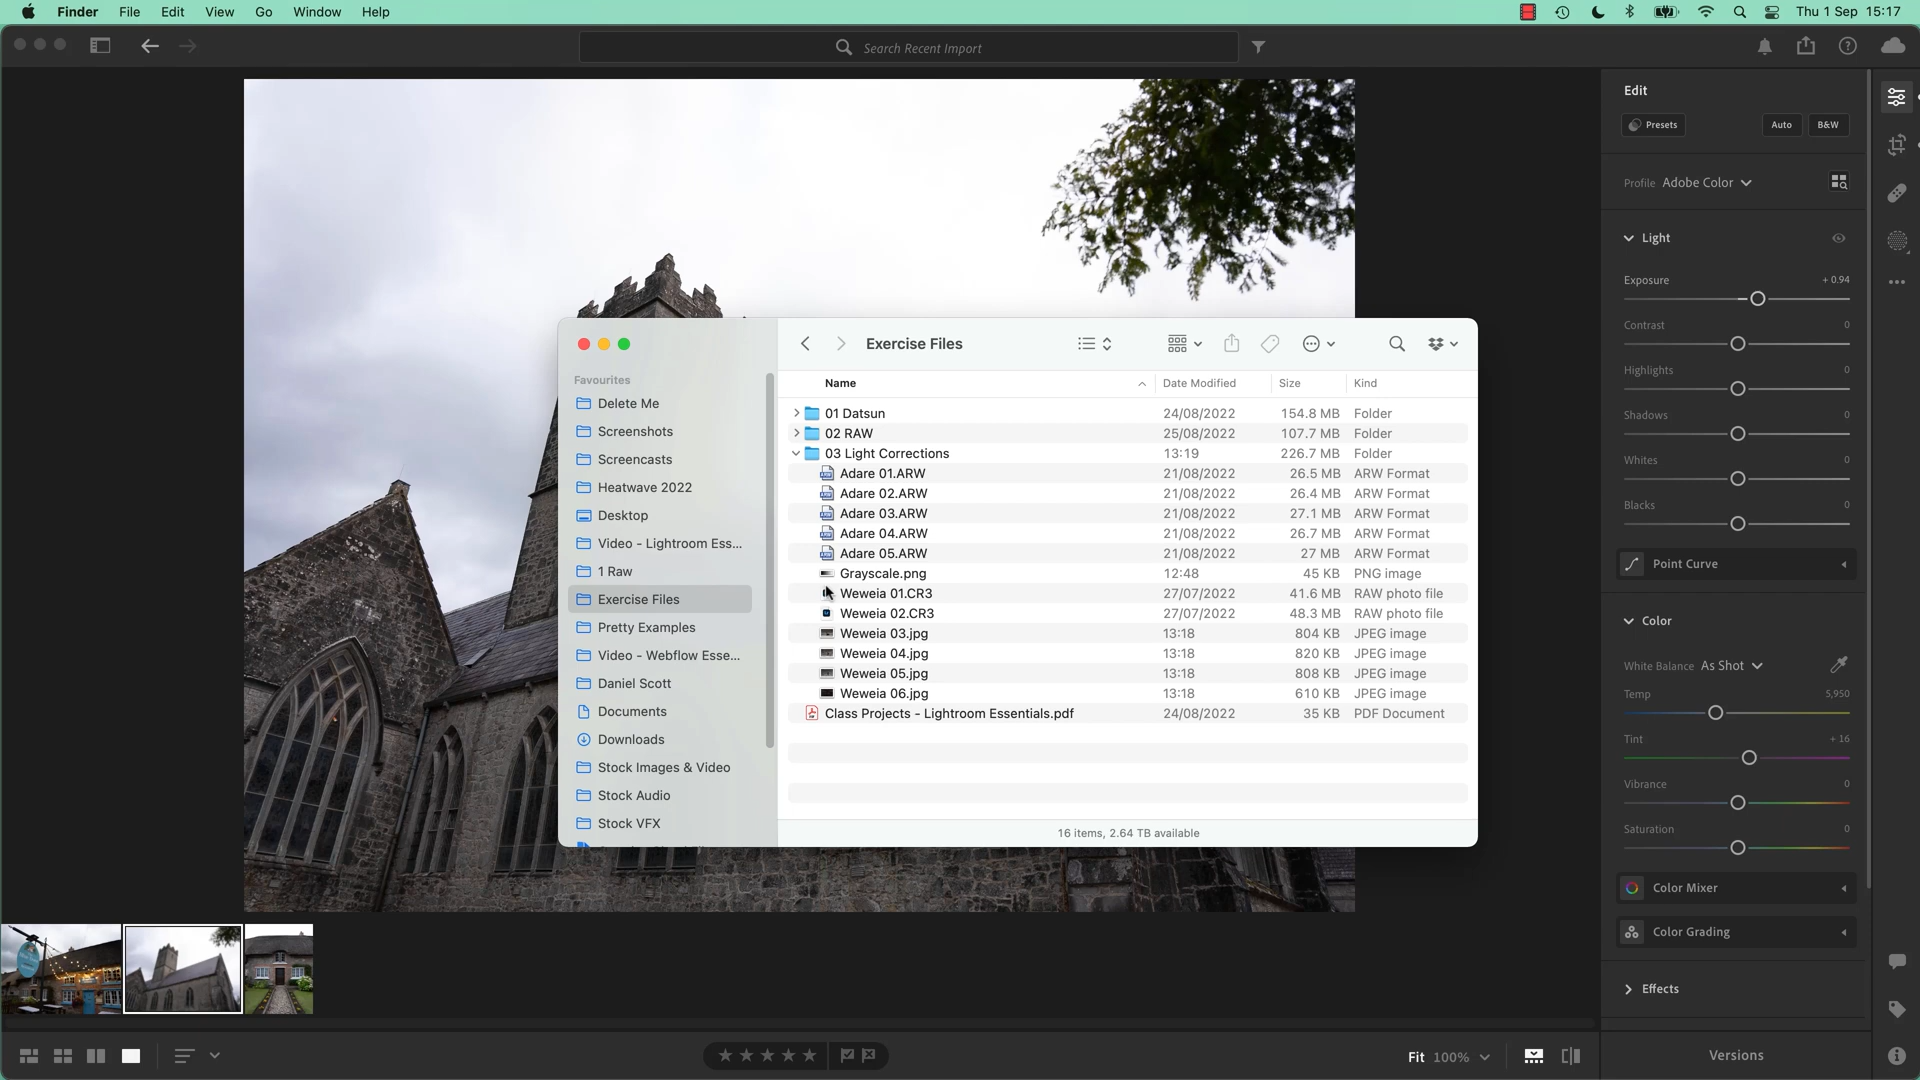 Finder File Edit View Go Window Help Thu 1 Sep 15:17
Search Recent Import
Edit
Presets Auto B&W
Profile Adobe Color
Light
Exposure + 0.94
Contrast 0
Highlights 0
Shadows 0
Whites 0
Blacks 0
Point Curve
Color
White Balance As Shot
Temp 5,950
Tint + 16
Vibrance 0
Saturation 0
Color Mixer
Color Grading
Effects
Versions
Exercise Files
Favourites
Delete Me
Screenshots
Screencasts
Heatwave 2022
Desktop
Video - Lightroom Ess...
1 Raw
Exercise Files
Pretty Examples
Video - Webflow Esse...
Daniel Scott
Documents
Downloads
Stock Images & Video
Stock Audio
Stock VFX
Name Date Modified Size Kind
01 Datsun 24/08/2022 154.8 MB Folder
02 RAW 25/08/2022 107.7 MB Folder
03 Light Corrections 13:19 226.7 MB Folder
Adare 01.ARW 21/08/2022 26.5 MB ARW Format
Adare 02.ARW 21/08/2022 26.4 MB ARW Format
Adare 03.ARW 21/08/2022 27.1 MB ARW Format
Adare 04.ARW 21/08/2022 26.7 MB ARW Format
Adare 05.ARW 21/08/2022 27 MB ARW Format
Grayscale.png 12:48 45 KB PNG image
Weweia 01.CR3 27/07/2022 41.6 MB RAW photo file
Weweia 02.CR3 27/07/2022 48.3 MB RAW photo file
Weweia 03.jpg 13:18 804 KB JPEG image
Weweia 04.jpg 13:18 820 KB JPEG image
Weweia 05.jpg 13:18 808 KB JPEG image
Weweia 06.jpg 13:18 610 KB JPEG image
Class Projects - Lightroom Essentials.pdf 24/08/2022 35 KB PDF Document
16 items, 2.64 TB available
Fit 100%